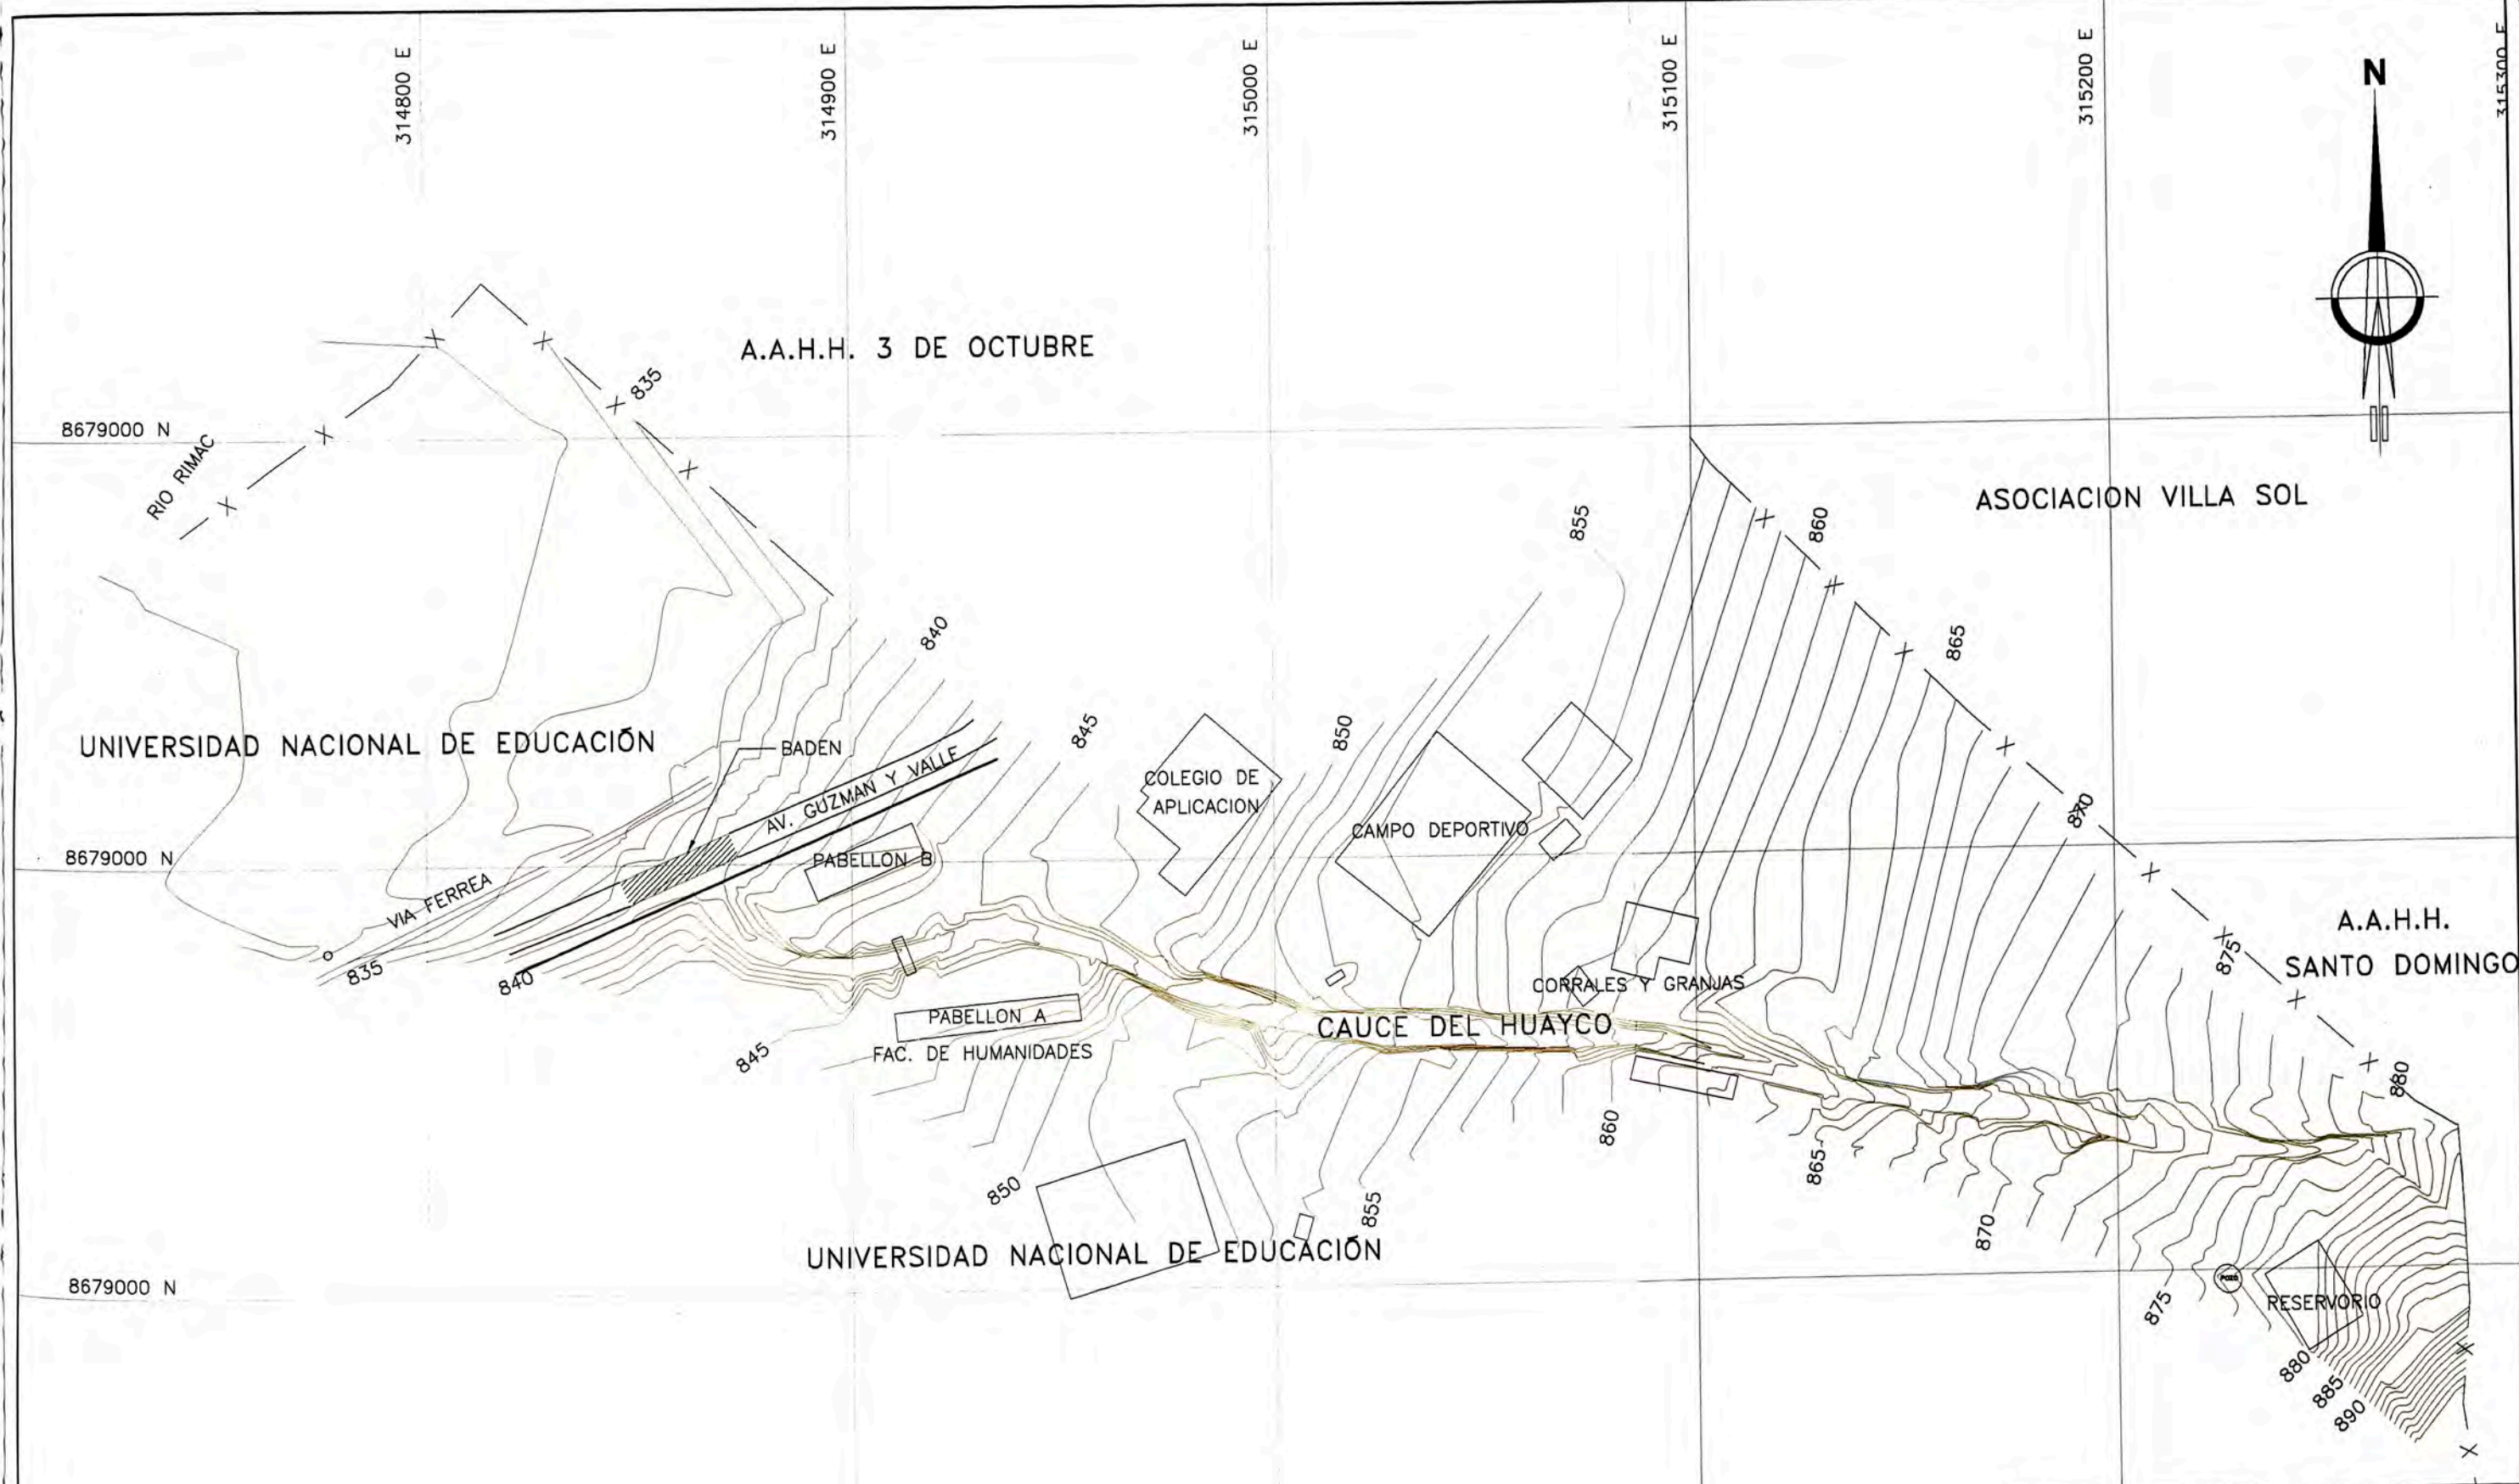 314800 E
314900 E
315000 E
315100 E
315200 E
315300 E
N
A.A.H.H. 3 DE OCTUBRE
835
8679000 N
RIO RIMAC
ASOCIACION VILLA SOL
855
860
840
865
845
850
UNIVERSIDAD NACIONAL DE EDUCACIÓN
BADEN
AV. GUZMAN Y VALLE
COLEGIO DE
APLICACION
870
CAMPO DEPORTIVO
8679000 N
PABELLON B
VIA FERREA
A.A.H.H.
SANTO DOMINGO
875
835
840
CORRALES Y GRANJAS
PABELLON A
CAUCE DEL HUAYCO
FAC. DE HUMANIDADES
845
880
860
865
850
855
870
UNIVERSIDAD NACIONAL DE EDUCACIÓN
8679000 N
POZO
RESERVORIO
875
880
885
890